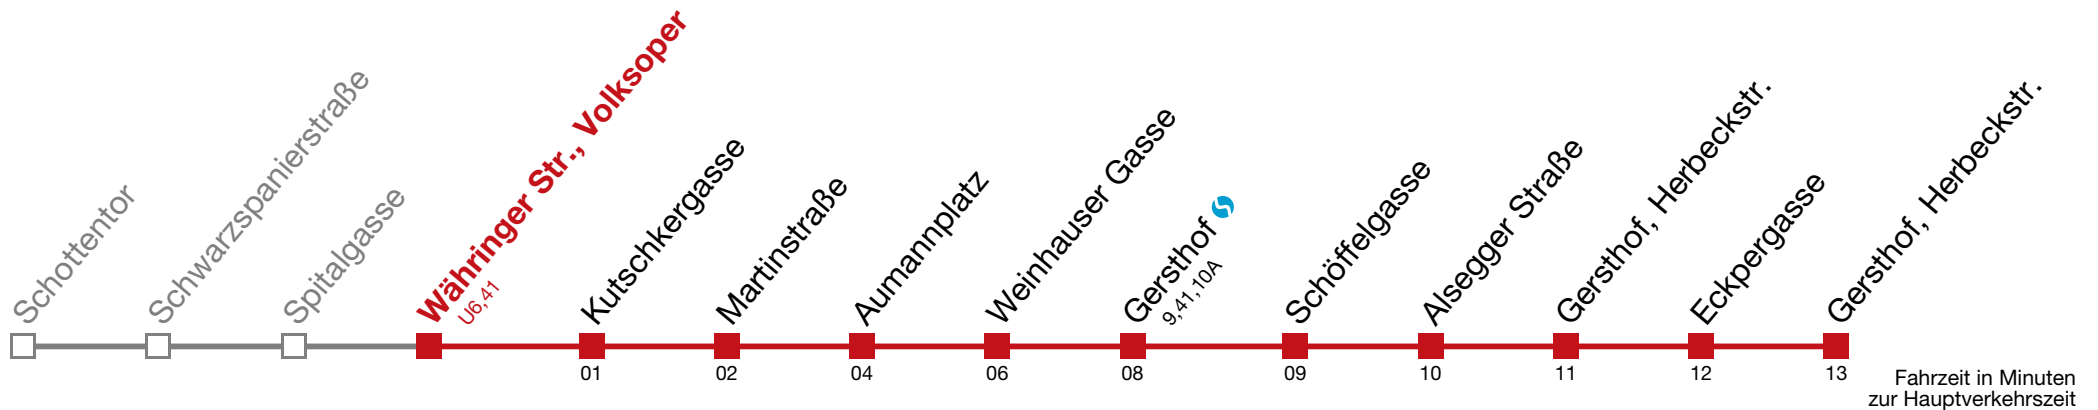 Schottentor
Schwarzspanierstraße
Spitalgasse
Währinger Str., Volksoper
U6,41
Kutschkergasse
Martinstraße
Aumannplatz
Weinhauser Gasse
Gersthof
9,41,10A
Schöffelgasse
Alsegger Straße
Gersthof, Herbeckstr.
Eckpergasse
Gersthof, Herbeckstr.
01
02
04
06
08
09
10
11
12
13
Fahrzeit in Minuten
zur Hauptverkehrszeit